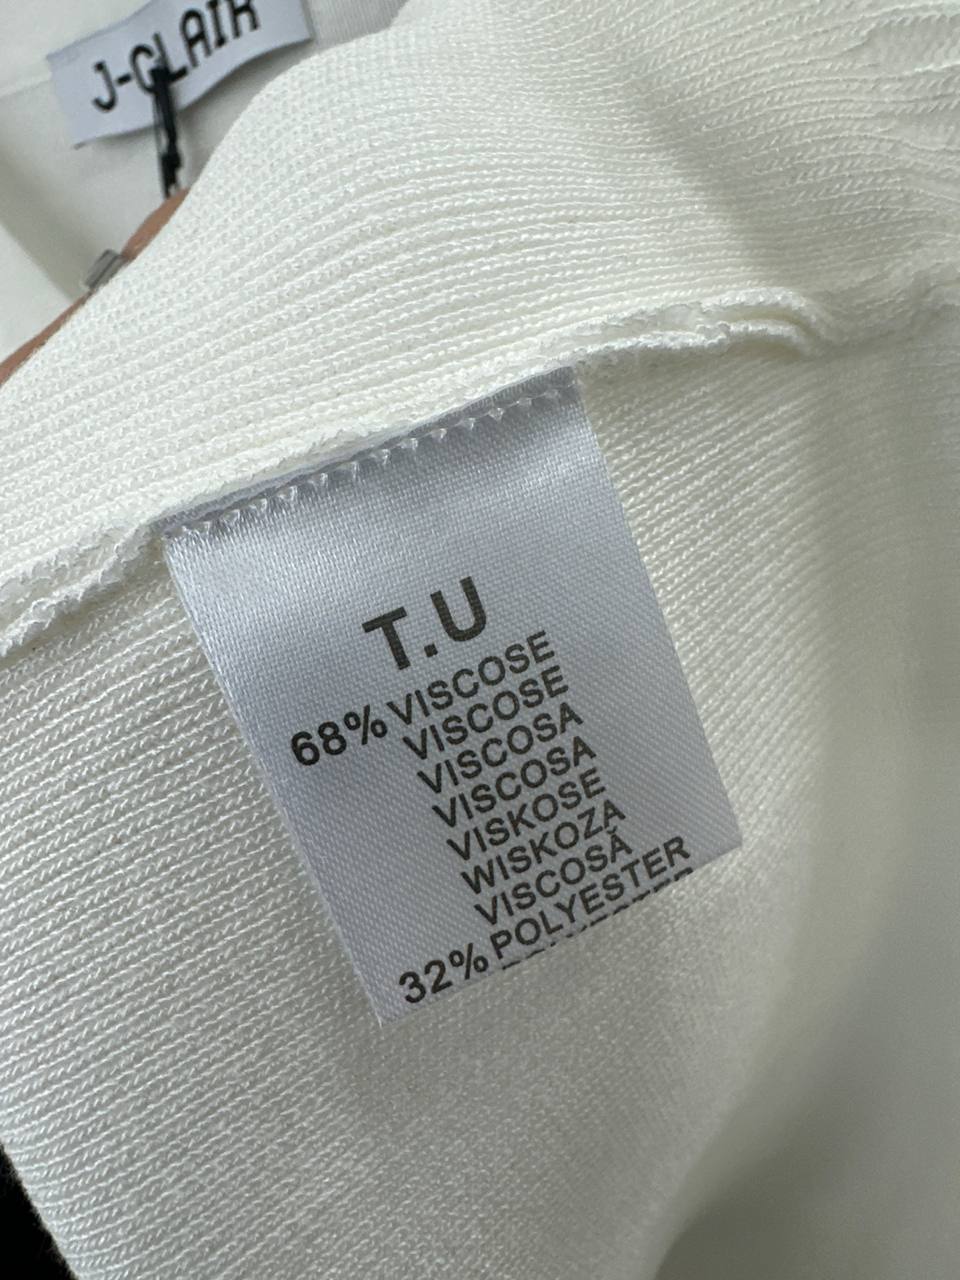 J-CLAIR
T.U
68% VISCOSE
VISCOSE
VISCOSA
VISCOSA
VISKOSE
WISKOZA
VISCOSĂ
32% POLYESTER